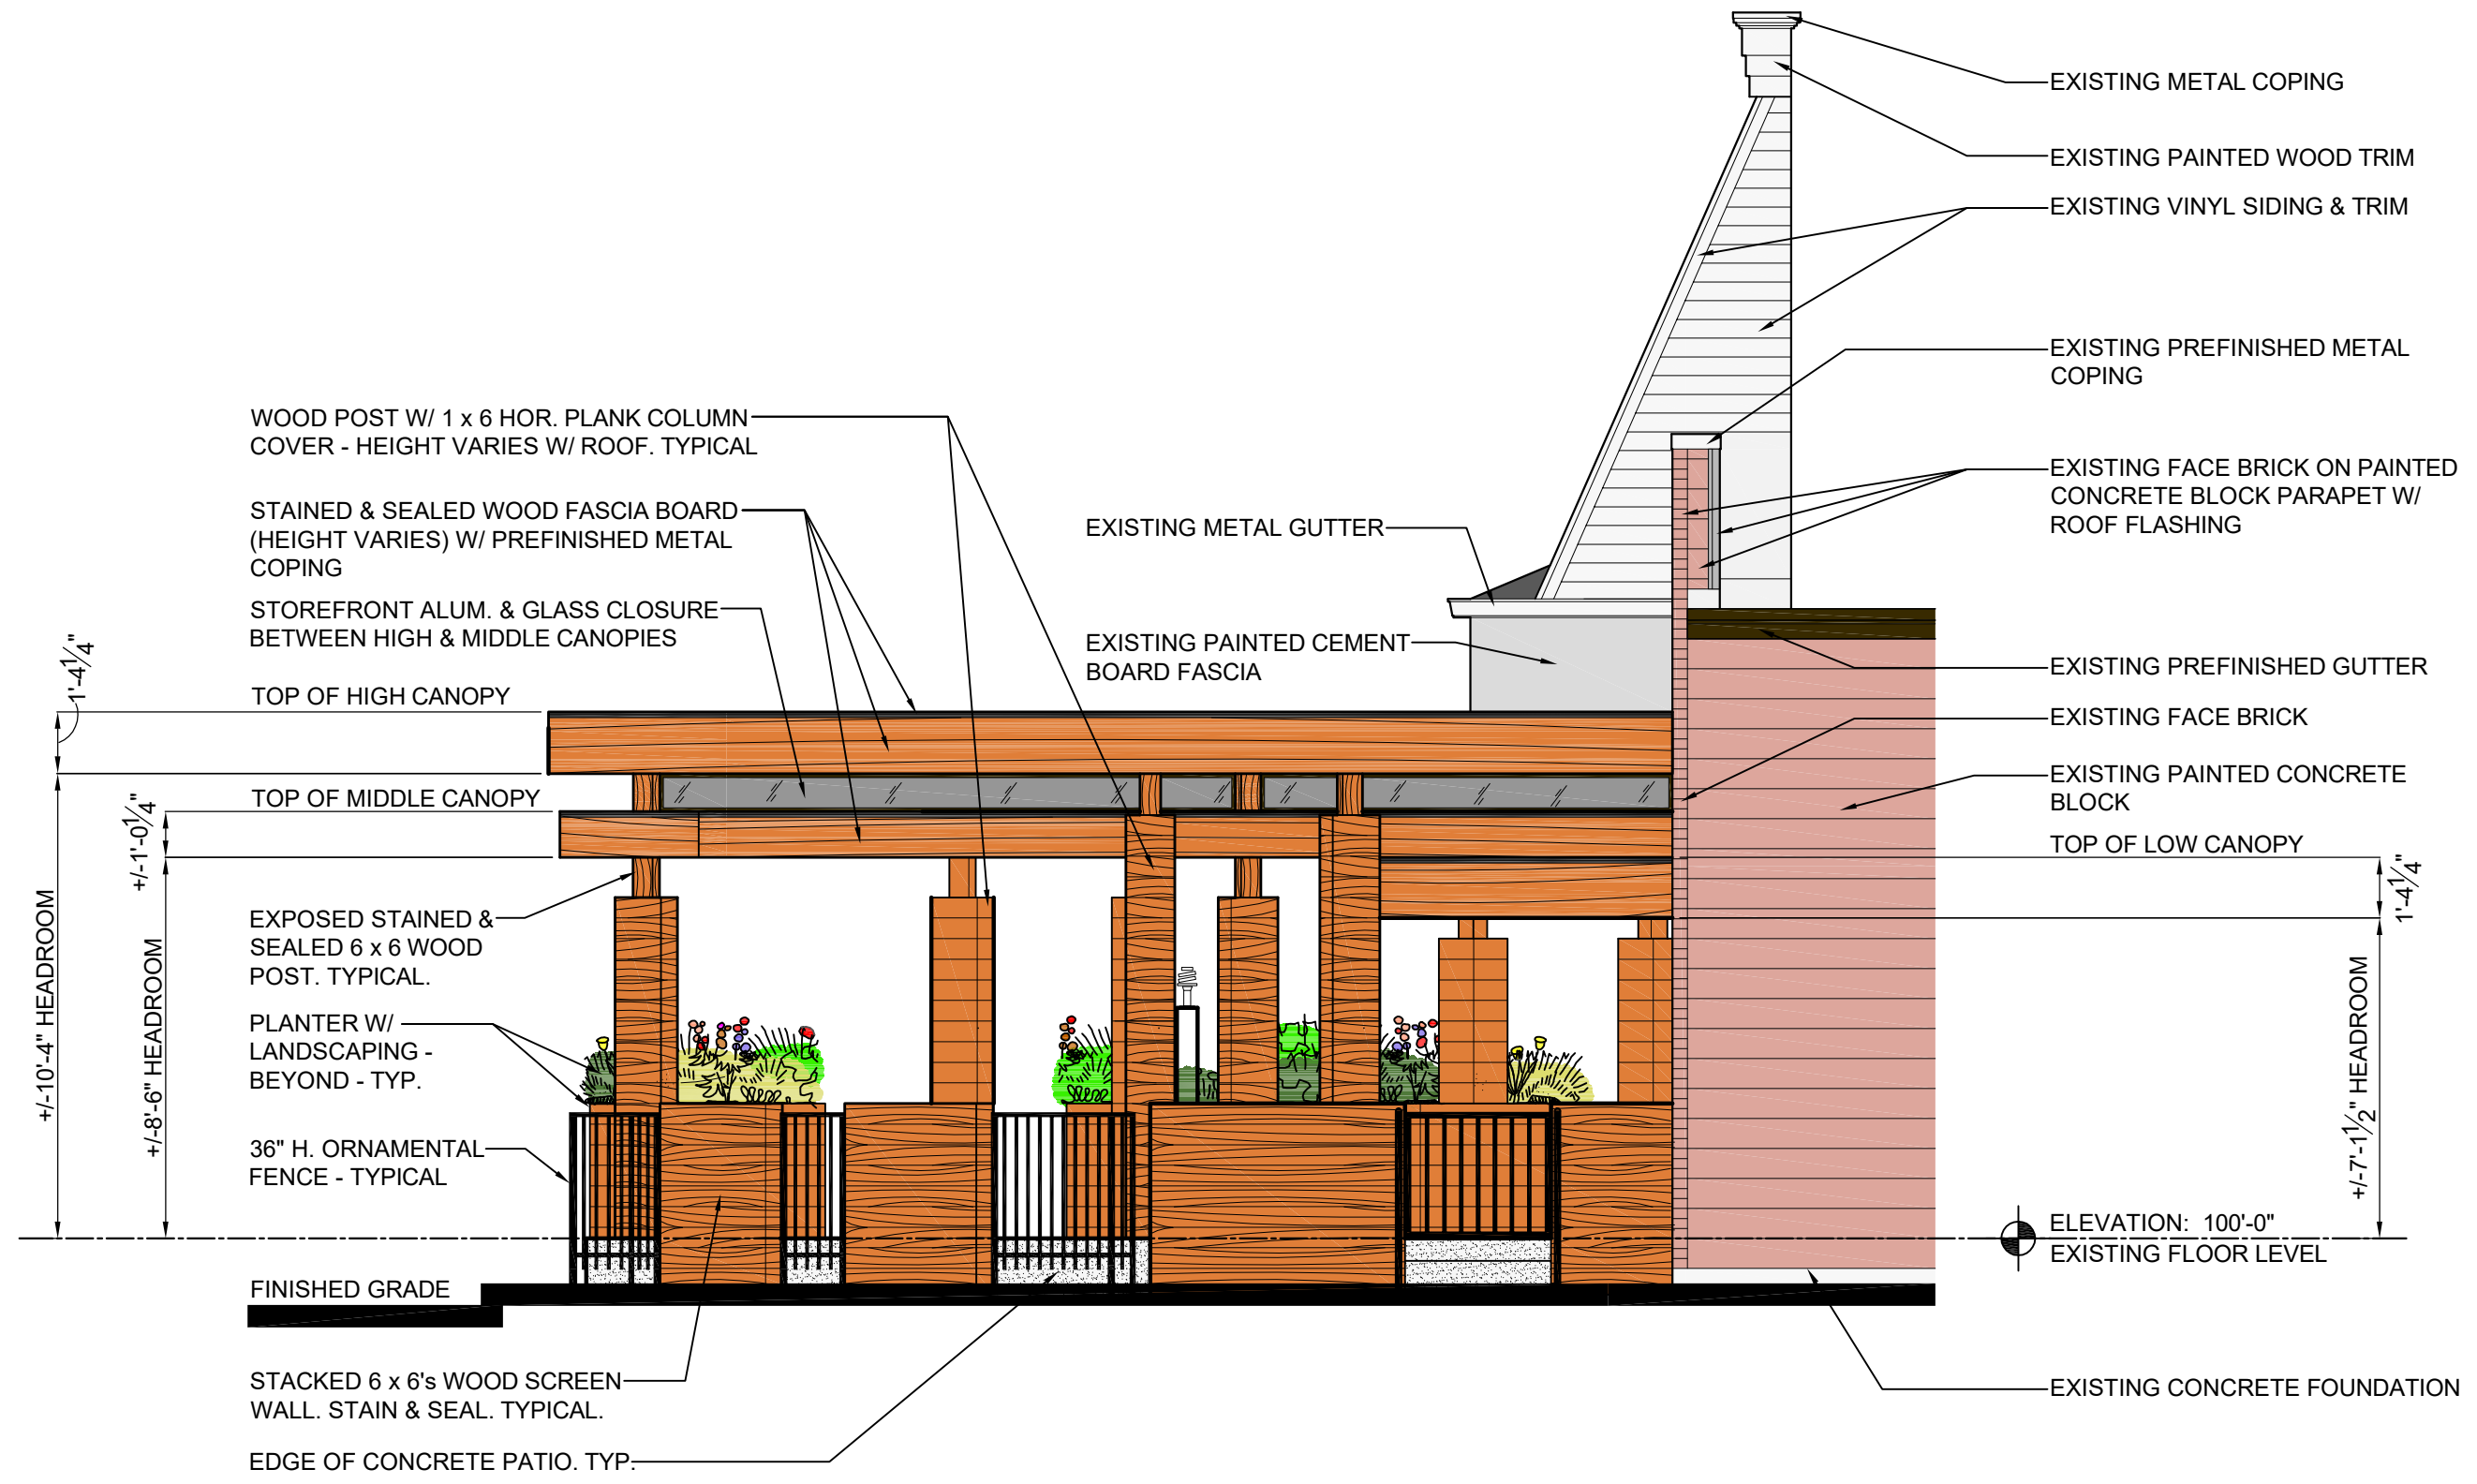 EXISTING METAL COPING
EXISTING PAINTED WOOD TRIM
EXISTING VINYL SIDING & TRIM
EXISTING PREFINISHED METAL
COPING
WOOD POST W/ 1 x 6 HOR. PLANK COLUMN
COVER - HEIGHT VARIES W/ ROOF. TYPICAL
EXISTING FACE BRICK ON PAINTED
CONCRETE BLOCK PARAPET W/
ROOF FLASHING
STAINED & SEALED WOOD FASCIA BOARD
(HEIGHT VARIES) W/ PREFINISHED METAL
COPING
EXISTING METAL GUTTER
STOREFRONT ALUM. & GLASS CLOSURE
BETWEEN HIGH & MIDDLE CANOPIES
EXISTING PAINTED CEMENT
BOARD FASCIA
EXISTING PREFINISHED GUTTER
1'-4 1/4"
TOP OF HIGH CANOPY
EXISTING FACE BRICK
EXISTING PAINTED CONCRETE
BLOCK
TOP OF MIDDLE CANOPY
+/-1'-0 1/4"
TOP OF LOW CANOPY
1'-4 1/4"
+/-10'-4" HEADROOM
+/-8'-6" HEADROOM
EXPOSED STAINED &
SEALED 6 x 6 WOOD
POST. TYPICAL.
+/-7'-1 1/2" HEADROOM
PLANTER W/
LANDSCAPING -
BEYOND - TYP.
36" H. ORNAMENTAL
FENCE - TYPICAL
ELEVATION: 100'-0"
EXISTING FLOOR LEVEL
FINISHED GRADE
STACKED 6 x 6's WOOD SCREEN
WALL. STAIN & SEAL. TYPICAL.
EXISTING CONCRETE FOUNDATION
EDGE OF CONCRETE PATIO. TYP.